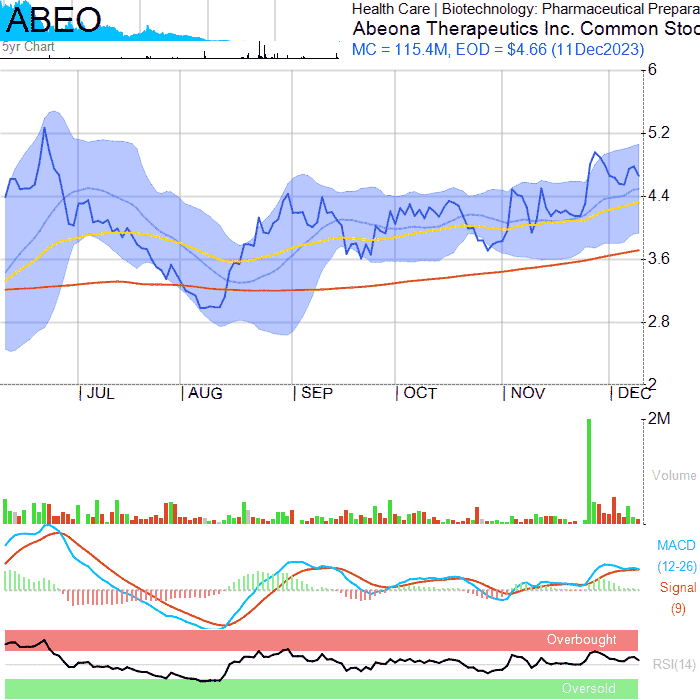 ABEO
5yr Chart
Health Care | Biotechnology: Pharmaceutical Prepara
Abeona Therapeutics Inc. Common Stoc
MC = 115.4M, EOD = $4.66 (11Dec2023)
6
5.2
4.4
3.6
2.8
2
| JUL | AUG | SEP | OCT | NOV | DEC
2M
Volume
MACD
(12-26)
Signal
(9)
Overbought
RSI(14)
Oversold